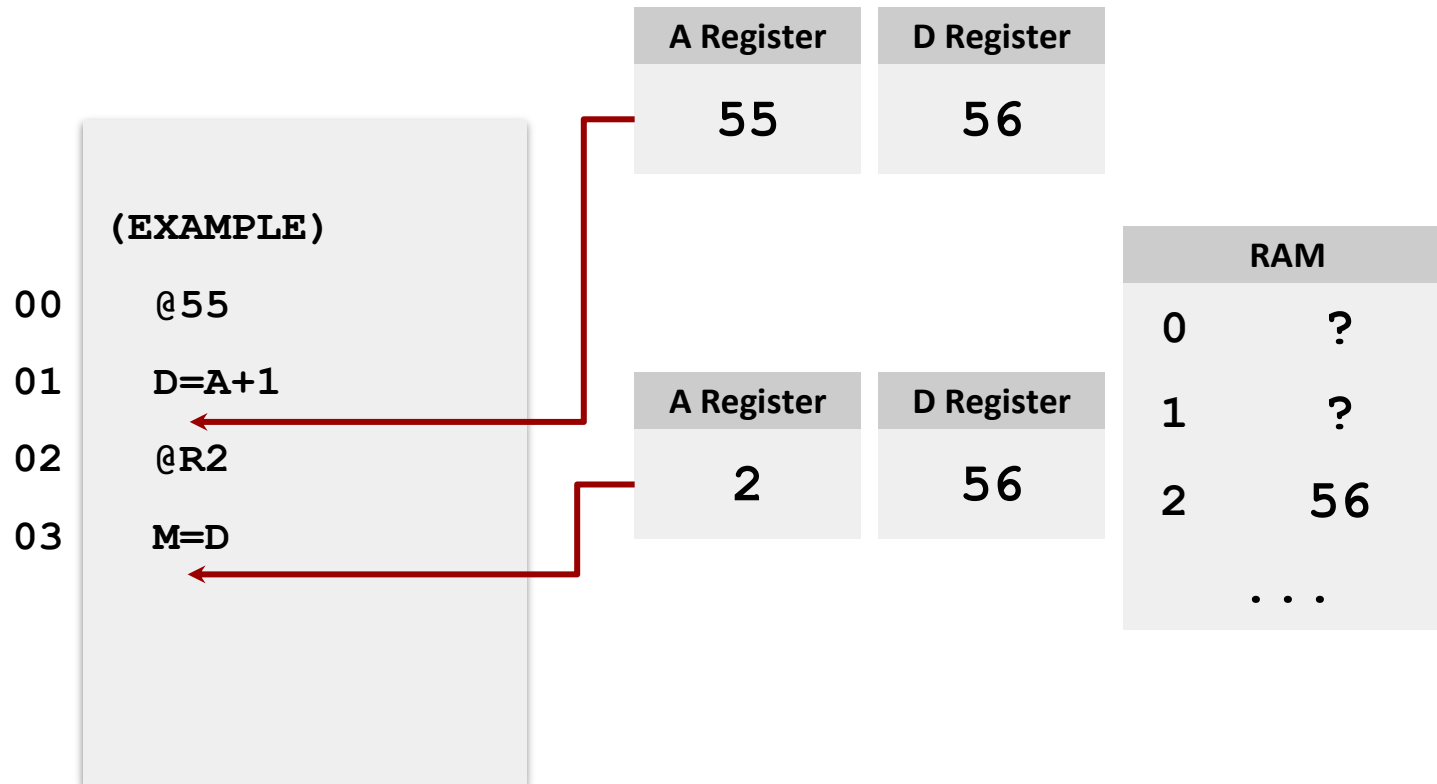 A Register D Register
55 56
(EXAMPLE)
00 @55
01 D=A+1
02 @R2
03 M=D
A Register D Register
2 56
RAM
0 ?
1 ?
2 56
...